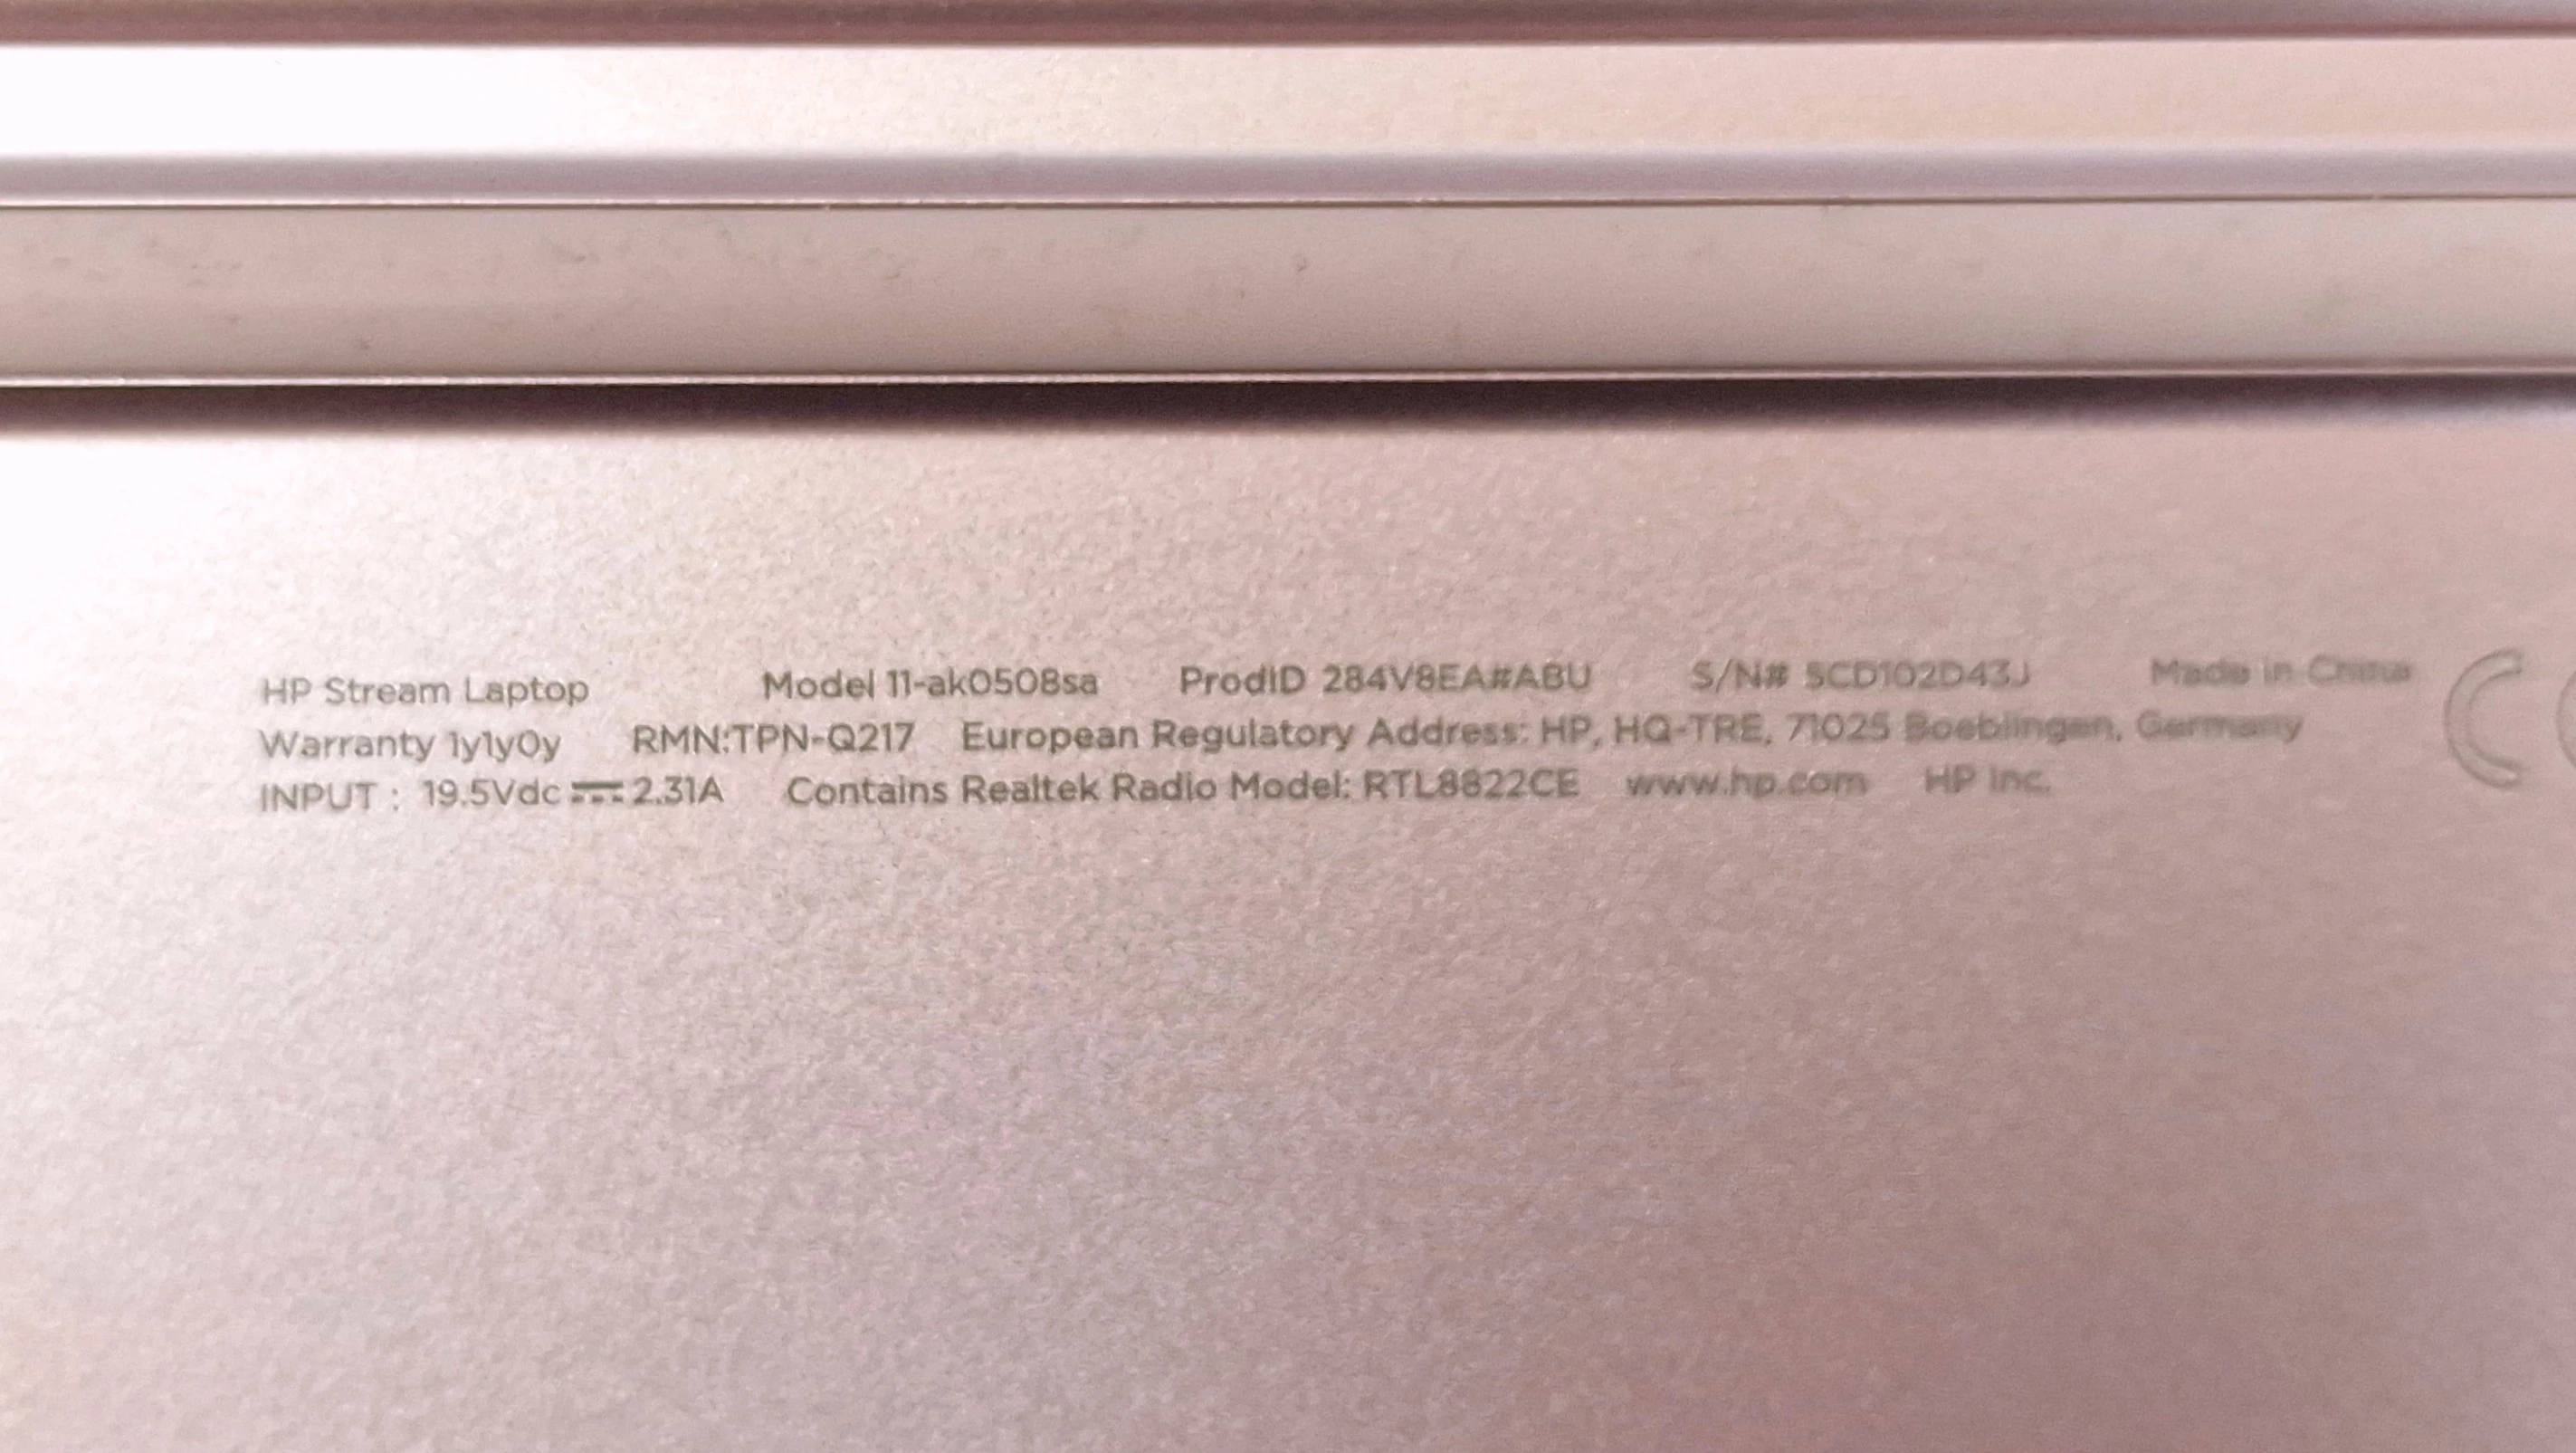 HP Stream Laptop Model 11-ak0508sa ProdID 284V8EA#ABU S/N# 5CD102D43J Made in China
Warranty 1y1y0y RMN:TPN-Q217 European Regulatory Address: HP, HQ-TRE, 71025 Boeblingen, Germany
INPUT : 19.5Vdc ⎓ 2.31A Contains Realtek Radio Model: RTL8822CE www.hp.com HP Inc.